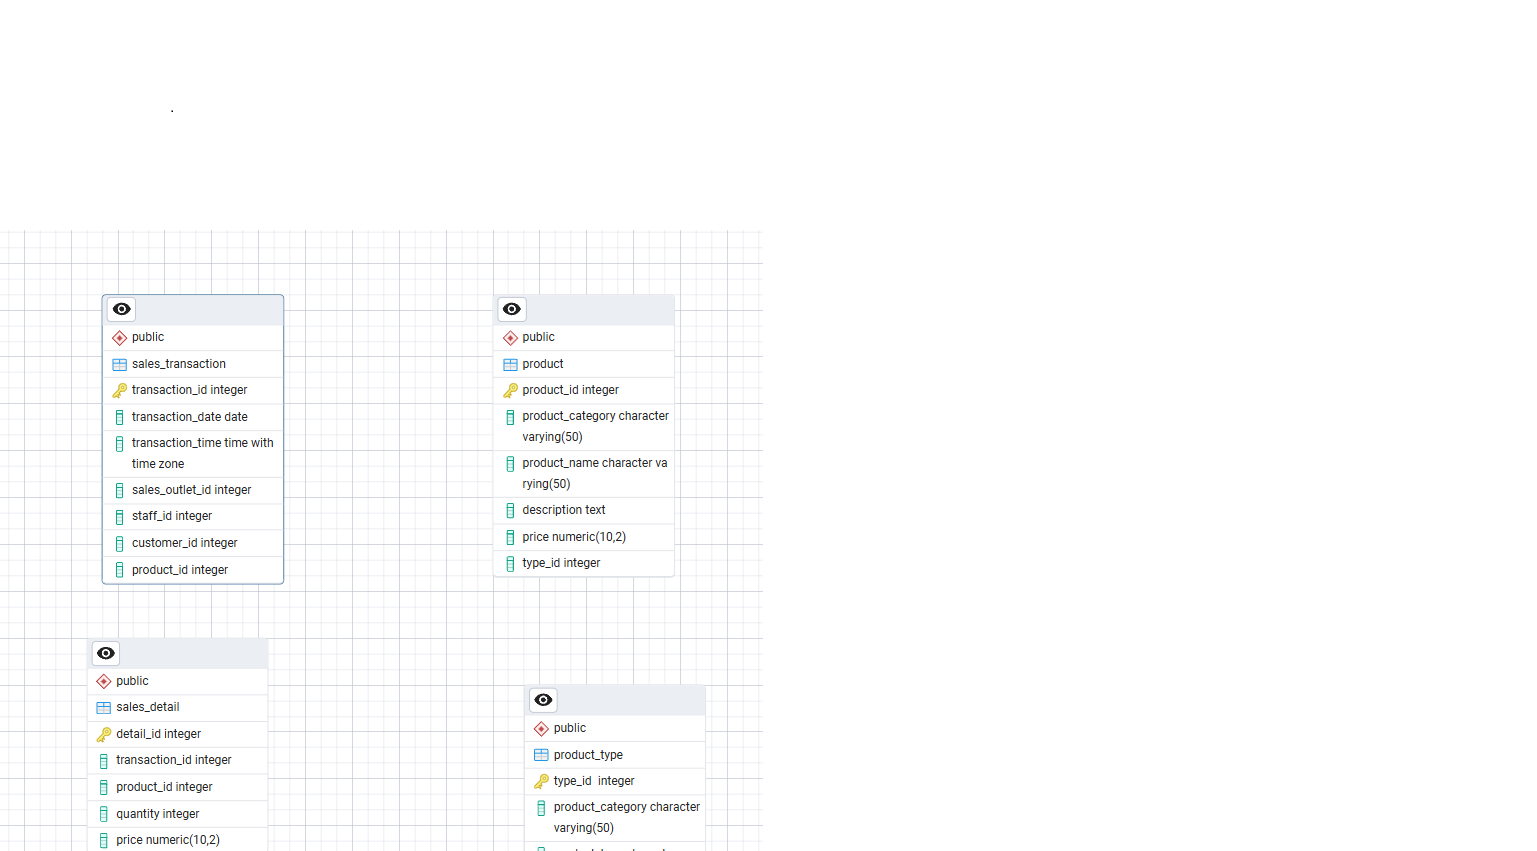 .
public
sales_transaction
transaction_id integer
transaction_date date
transaction_time time with
time zone
sales_outlet_id integer
staff_id integer
customer_id integer
product_id integer
public
product
product_id integer
product_category character
varying(50)
product_name character va
rying(50)
description text
price numeric(10,2)
type_id integer
public
sales_detail
detail_id integer
transaction_id integer
product_id integer
quantity integer
price numeric(10,2)
public
product_type
type_id  integer
product_category character
varying(50)